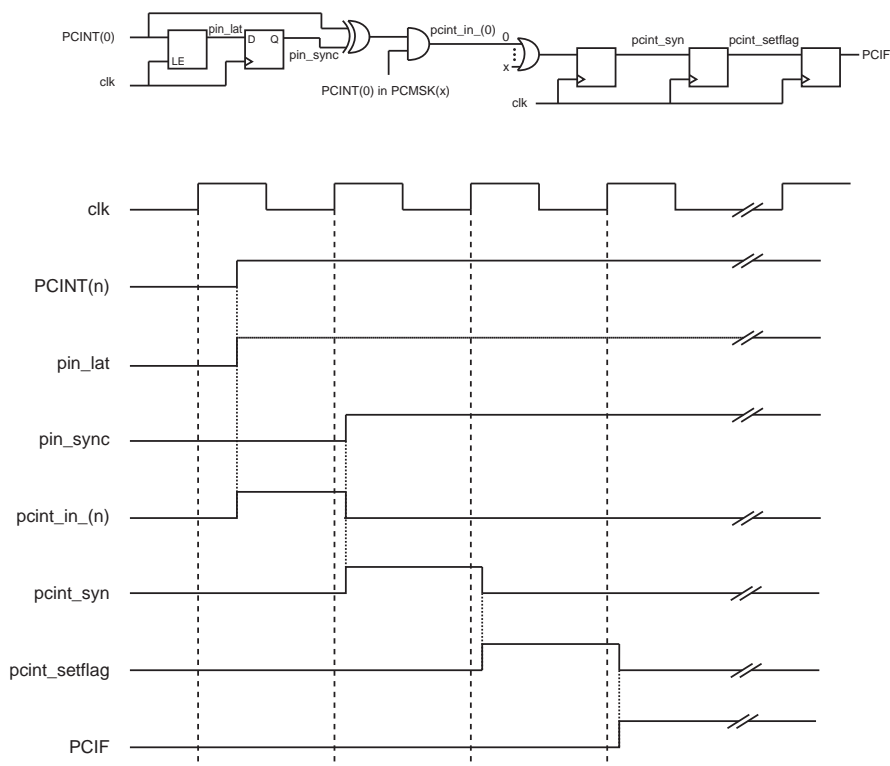 PCINT(0)
pin_lat
D Q
LE
pin_sync
clk
PCINT(0) in PCMSK(x)
pcint_in_(0)
0
x
pcint_syn
pcint_setflag
PCIF
clk
clk
PCINT(n)
pin_lat
pin_sync
pcint_in_(n)
pcint_syn
pcint_setflag
PCIF